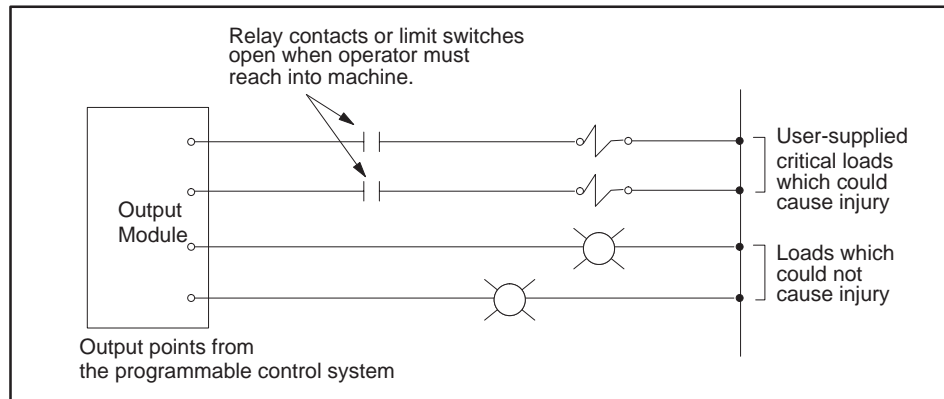 Relay contacts or limit switches
open when operator must
reach into machine.
User-supplied
critical loads
which could
cause injury
Output
Module
Loads which
could not
cause injury
Output points from
the programmable control system